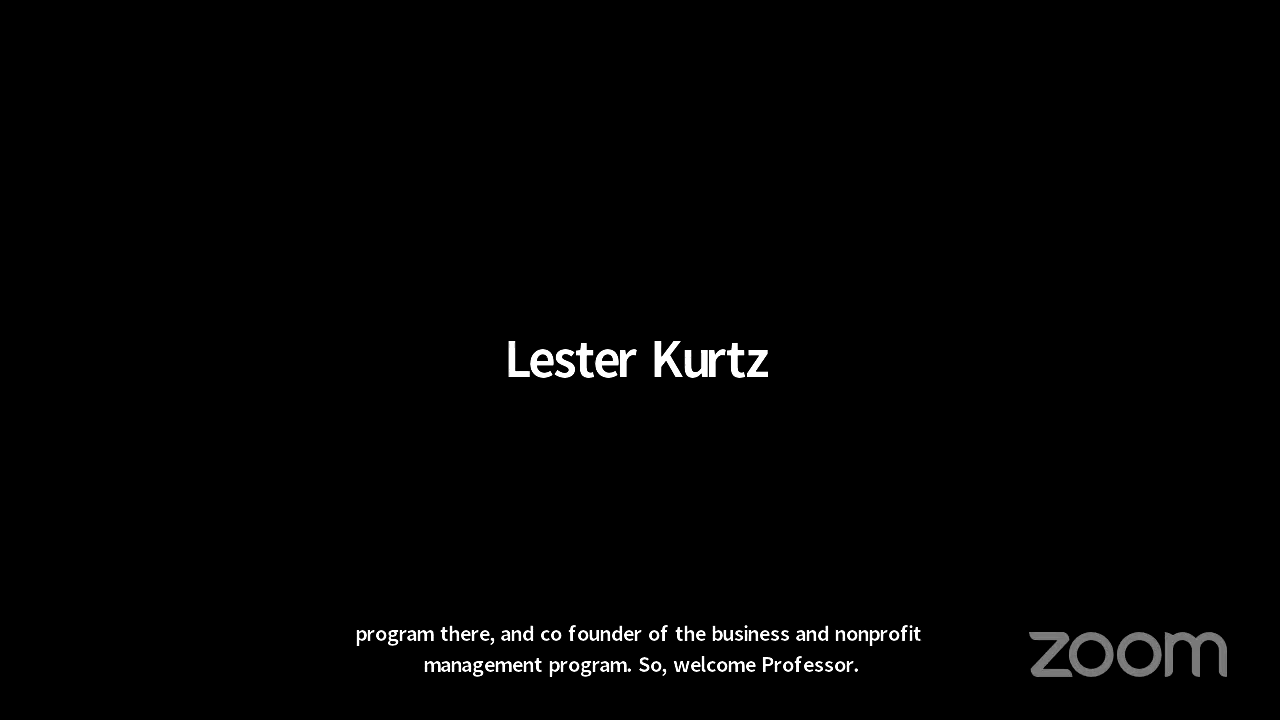 Lester Kurtz
program there, and co founder of the business and nonprofit
management program. So, welcome Professor.
zoom